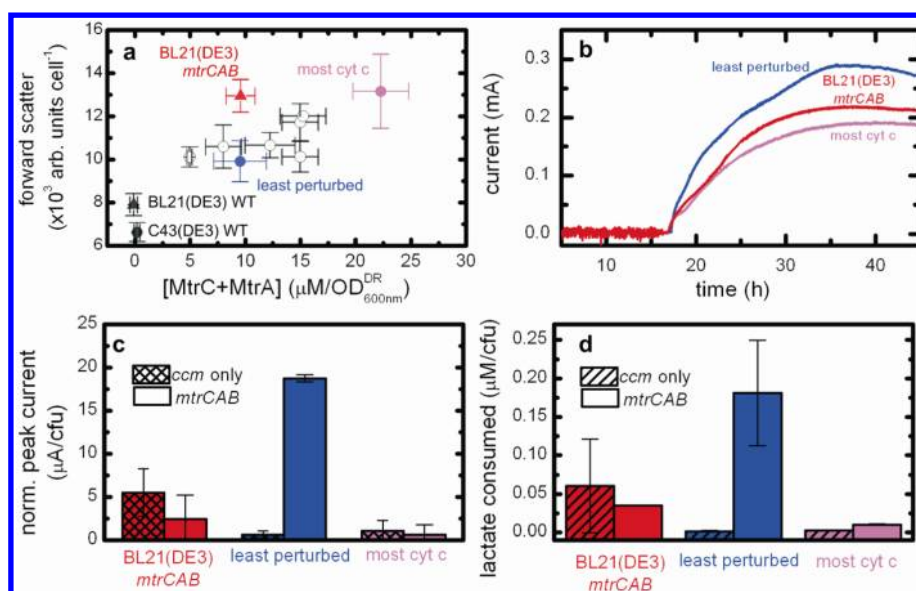 a
BL21(DE3)
mtrCAB
most cyt c
least perturbed
BL21(DE3) WT
C43(DE3) WT
forward scatter
(x10³ arb. units cell⁻¹)
16
14
12
10
8
6
0 5 10 15 20 25 30
[MtrC+MtrA] (μM/OD DR 600nm)
b
least perturbed
BL21(DE3)
mtrCAB
most cyt c
current (mA)
0.3
0.2
0.1
0.0
10 20 30 40
time (h)
c
ccm only
mtrCAB
norm. peak current
(μA/cfu)
25
20
15
10
5
0
BL21(DE3)
mtrCAB
least perturbed
most cyt c
d
ccm only
mtrCAB
lactate consumed (μM/cfu)
0.25
0.20
0.15
0.10
0.05
0.00
BL21(DE3)
mtrCAB
least perturbed
most cyt c